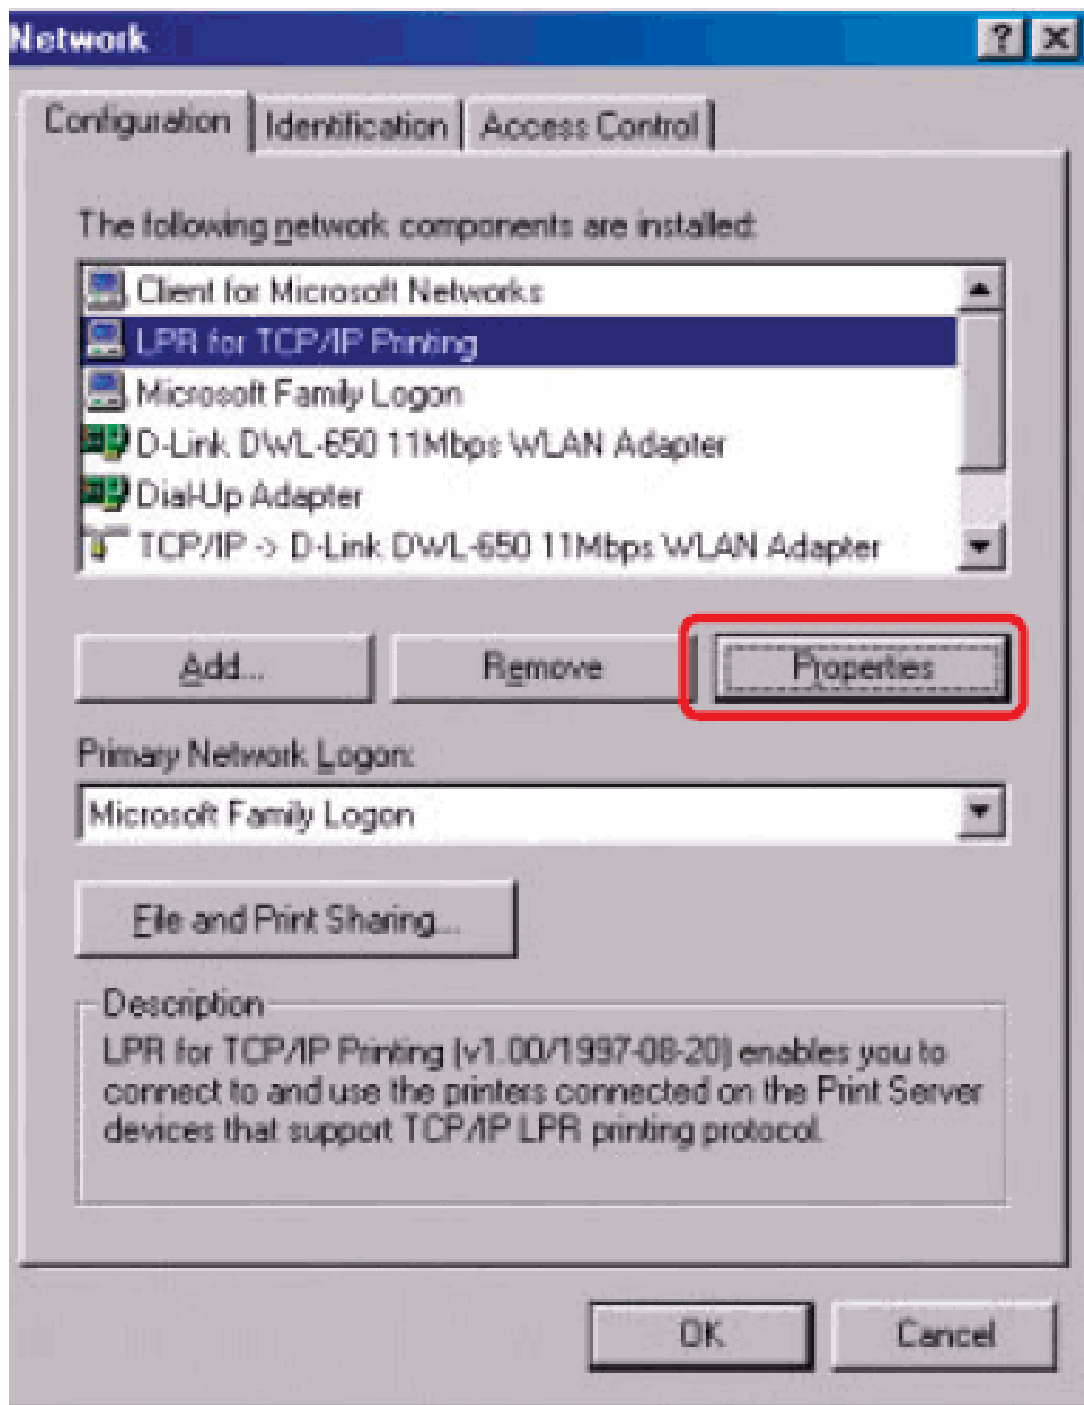 Network
Configuration Identification Access Control
The following network components are installed:
Client for Microsoft Networks
LPR for TCP/IP Printing
Microsoft Family Logon
D-Link DWL-650 11Mbps WLAN Adapter
Dial-Up Adapter
TCP/IP -> D-Link DWL-650 11Mbps WLAN Adapter
Add... Remove Properties
Primary Network Logon:
Microsoft Family Logon
File and Print Sharing...
Description
LPR for TCP/IP Printing (v1.00/1997-08-20) enables you to
connect to and use the printers connected on the Print Server
devices that support TCP/IP LPR printing protocol.
OK Cancel